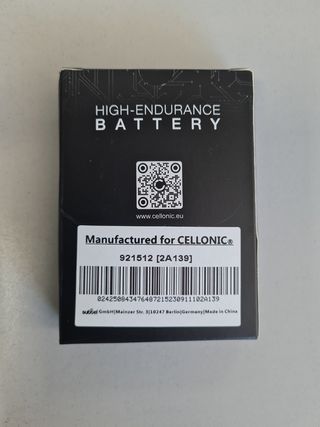 HIGH-ENDURANCE
BATTERY
www.cellonic.eu
Manufactured for CELLONIC®
921512 [2A139]
024250843476487215230911102A139
subtel GmbH|Mainzer Str. 3|10247 Berlin|Germany|Made in China